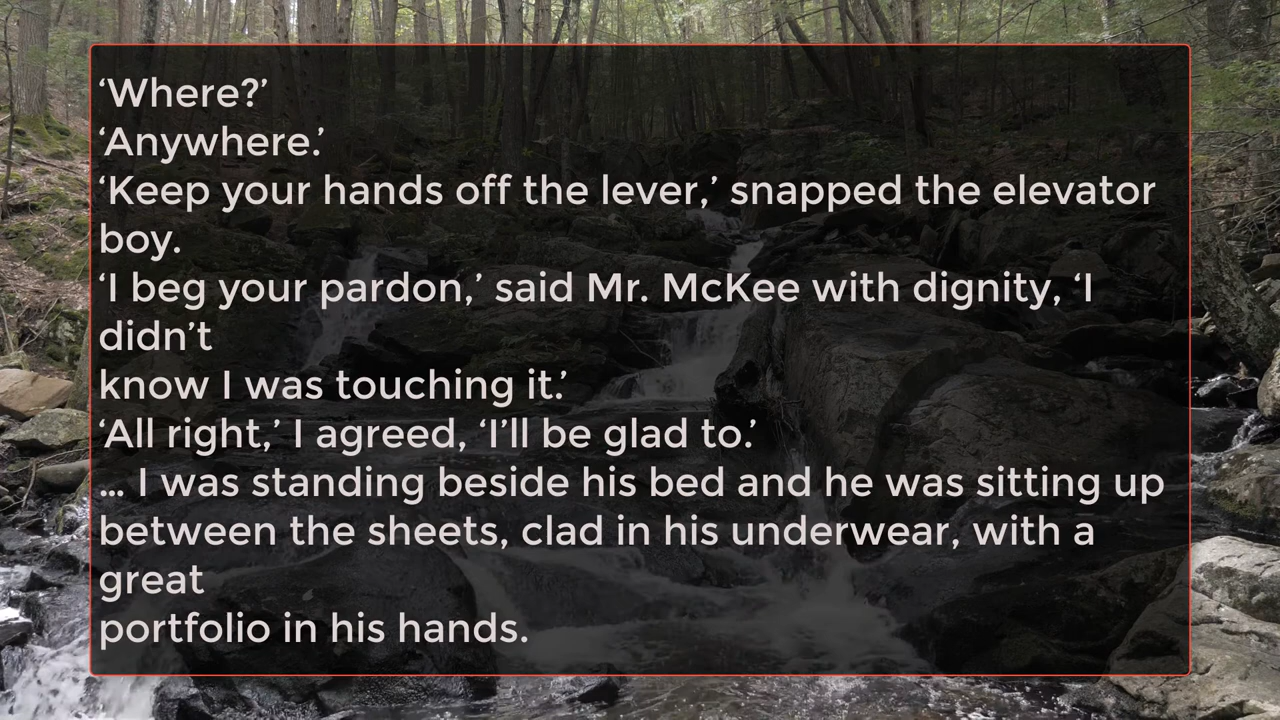 ‘Where?’
‘Anywhere.’
‘Keep your hands off the lever,’ snapped the elevator
boy.
‘I beg your pardon,’ said Mr. McKee with dignity, ‘I
didn’t
know I was touching it.’
‘All right,’ I agreed, ‘I’ll be glad to.’
… I was standing beside his bed and he was sitting up
between the sheets, clad in his underwear, with a
great
portfolio in his hands.